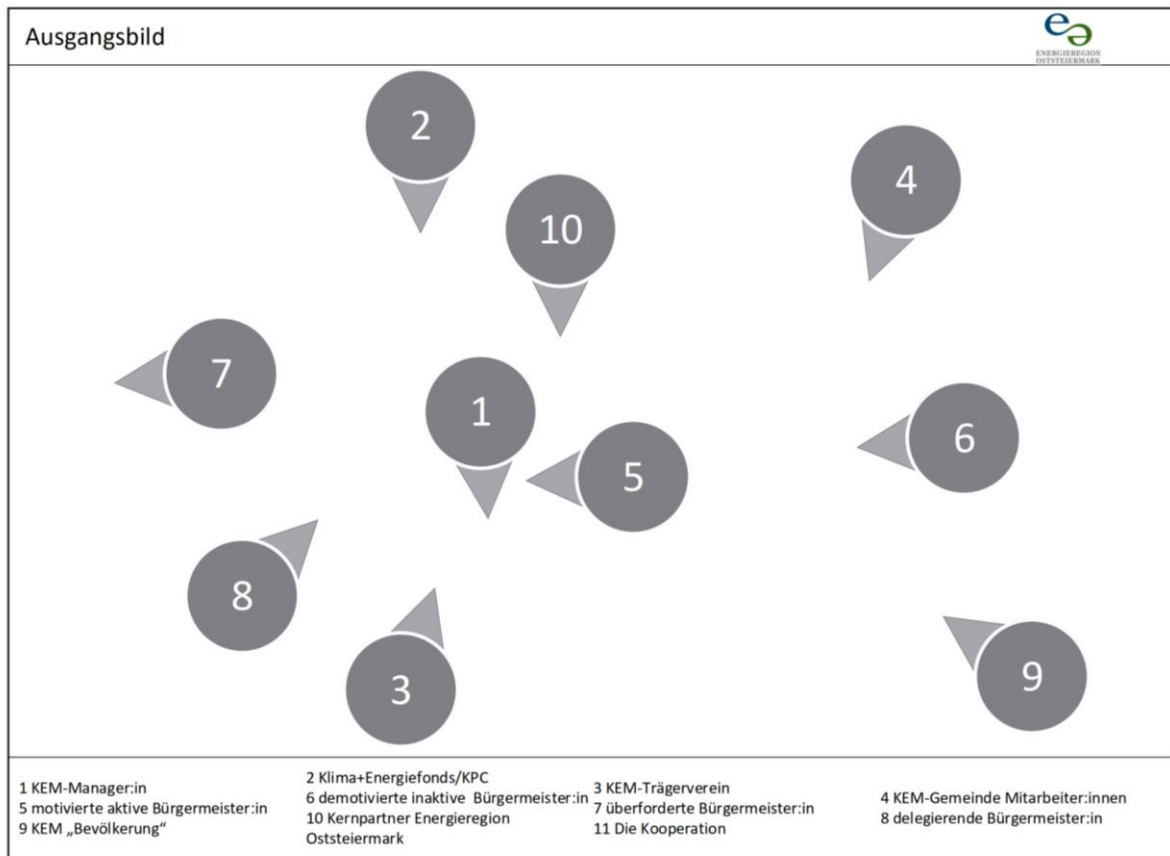 Ausgangsbild
ENERGIEREGION
OSTSTEIERMARK
2
10
4
7
1
5
6
8
3
9
1 KEM-Manager:in
5 motivierte aktive Bürgermeister:in
9 KEM „Bevölkerung“
2 Klima+Energiefonds/KPC
6 demotivierte inaktive Bürgermeister:in
10 Kernpartner Energieregion
Oststeiermark
3 KEM-Trägerverein
7 überforderte Bürgermeister:in
11 Die Kooperation
4 KEM-Gemeinde Mitarbeiter:innen
8 delegierende Bürgermeister:in